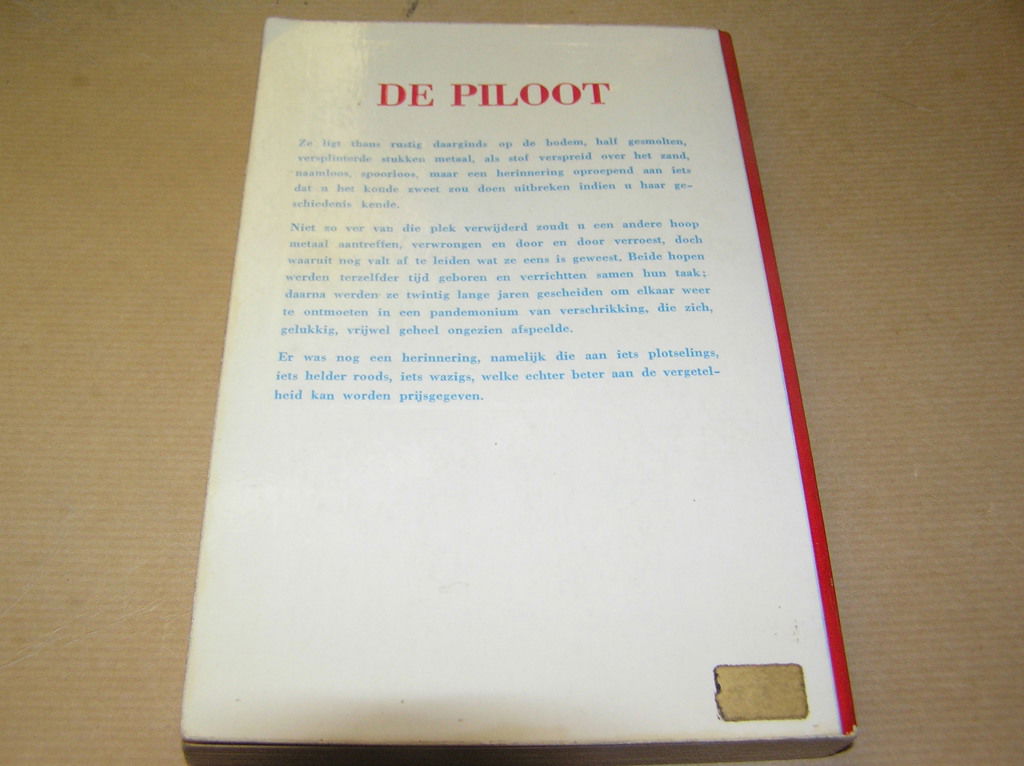 DE PILOOT
Ze ligt thans rustig daarginds op de bodem, half gesmolten,
versplinterde stukken metaal, als stof verspreid over het zand,
naamloos, spoorloos, maar een herinnering oproepend aan iets
dat u het koude zweet zou doen uitbreken indien u haar ge-
schiedenis kende.
Niet zo ver van die plek verwijderd zoudt u een andere hoop
metaal aantreffen, verwrongen en door en door verroest, doch
waaruit nog valt af te leiden wat ze eens is geweest. Beide hopen
werden terzelfder tijd geboren en verrichtten samen hun taak;
daarna werden ze twintig lange jaren gescheiden om elkaar weer
te ontmoeten in een pandemonium van verschrikking, die zich,
gelukkig, vrijwel geheel ongezien afspeelde.
Er was nog een herinnering, namelijk die aan iets plotselings,
iets helder roods, iets wazigs, welke echter beter aan de vergetel-
heid kan worden prijsgegeven.